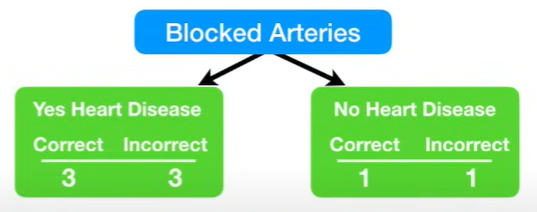 Blocked Arteries
Yes Heart Disease
Correct Incorrect
3 3
No Heart Disease
Correct Incorrect
1 1